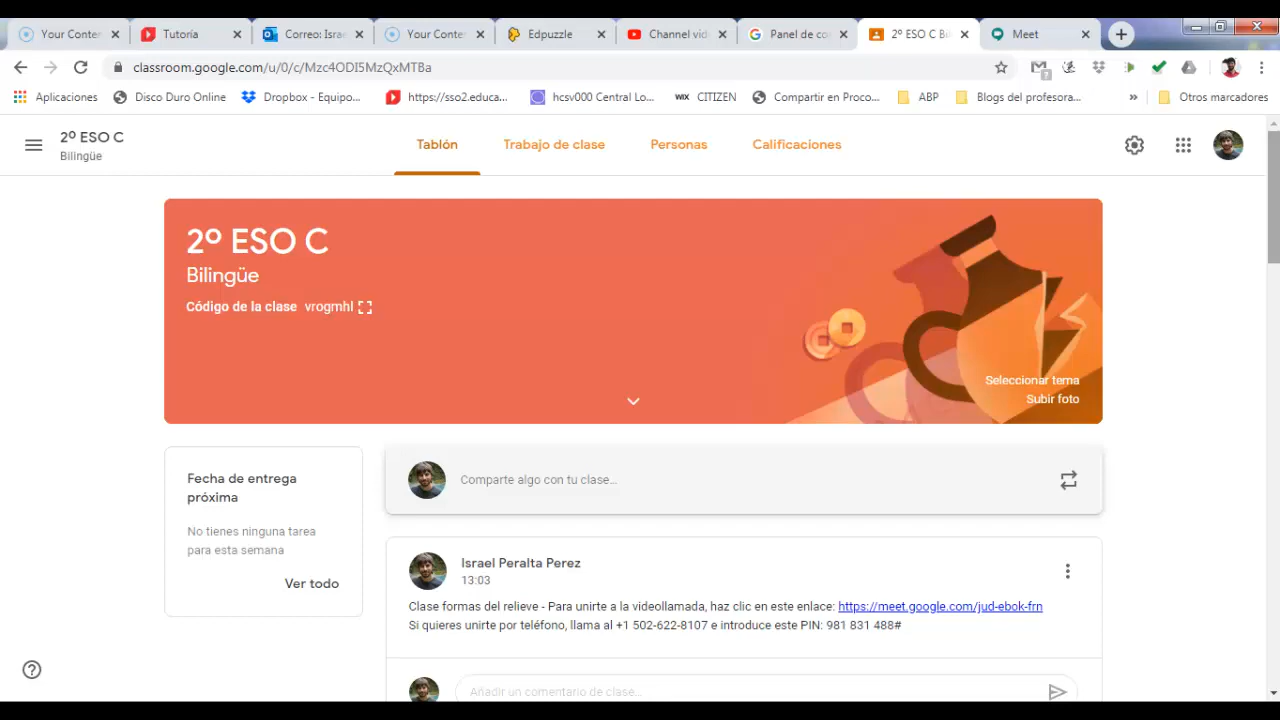 Your Conte
Tutoría
Correo: Isra
Your Conte
Edpuzzle
Channel vid
Panel de co
2º ESO C Bi
Meet
classroom.google.com/u/0/c/Mzc4ODI5MzQxMTBa
Aplicaciones
Disco Duro Online
Dropbox - Equipo...
https://sso2.educa...
hcsv000 Central Lo...
WIX
CITIZEN
Compartir en Proco...
ABP
Blogs del profesora...
»
Otros marcadores
2º ESO C
Bilingüe
Tablón
Trabajo de clase
Personas
Calificaciones
2º ESO C
Bilingüe
Código de la clase vrogmhl
Seleccionar tema
Subir foto
Fecha de entrega
próxima
No tienes ninguna tarea
para esta semana
Ver todo
Comparte algo con tu clase...
Israel Peralta Perez
13:03
Clase formas del relieve - Para unirte a la videollamada, haz clic en este enlace: https://meet.google.com/jud-ebok-frn
Si quieres unirte por teléfono, llama al +1 502-622-8107 e introduce este PIN: 981 831 488#
Añadir un comentario de clase...